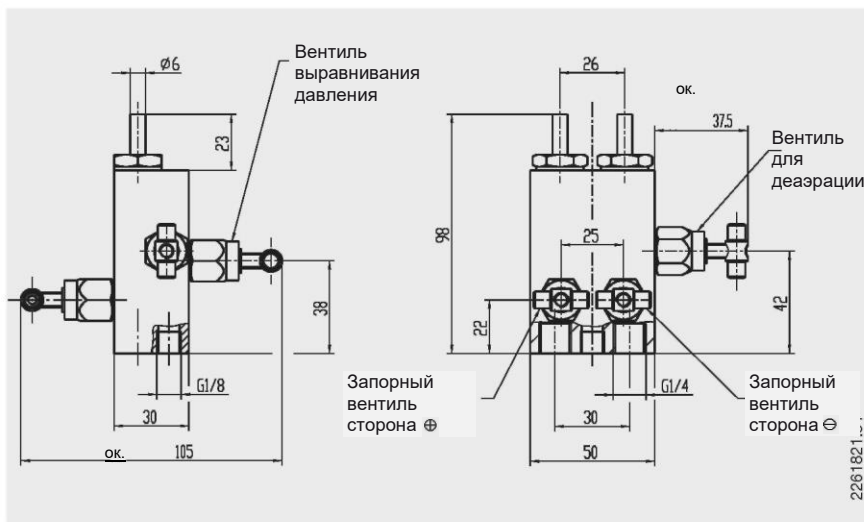 Ø6
Вентиль
выравнивания
давления
23
38
G1/8
30
ок. 105
26
ок.
37.5
Вентиль
для
деаэрации
98
25
22
42
Запорный
вентиль
сторона ⊕
G1/4
Запорный
вентиль
сторона ⊖
30
50